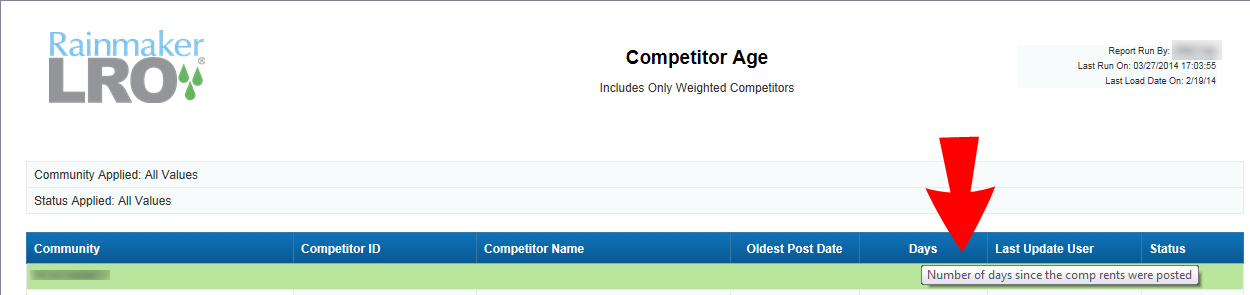 Rainmaker
LRO®
Competitor Age
Includes Only Weighted Competitors
Report Run By:
Last Run On: 03/27/2014 17:03:55
Last Load Date On: 2/19/14
Community Applied: All Values
Status Applied: All Values
Community Competitor ID Competitor Name Oldest Post Date Days Last Update User Status
Number of days since the comp rents were posted